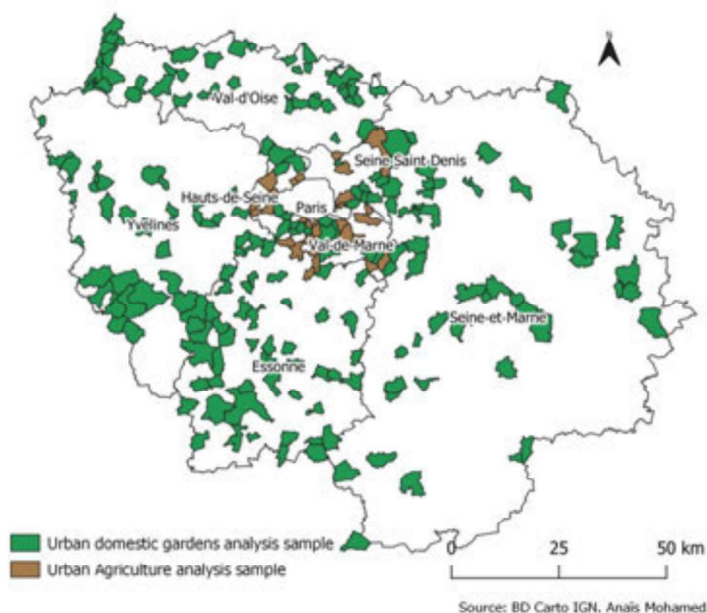 N
Val-d'Oise
Seine Saint-Denis
Hauts-de-Seine
Paris
Yvelines
Val-de-Marne
Seine-et-Marne
Essonne
Urban domestic gardens analysis sample
Urban Agriculture analysis sample
0 25 50 km
Source: BD Carto IGN. Anaïs Mohamed